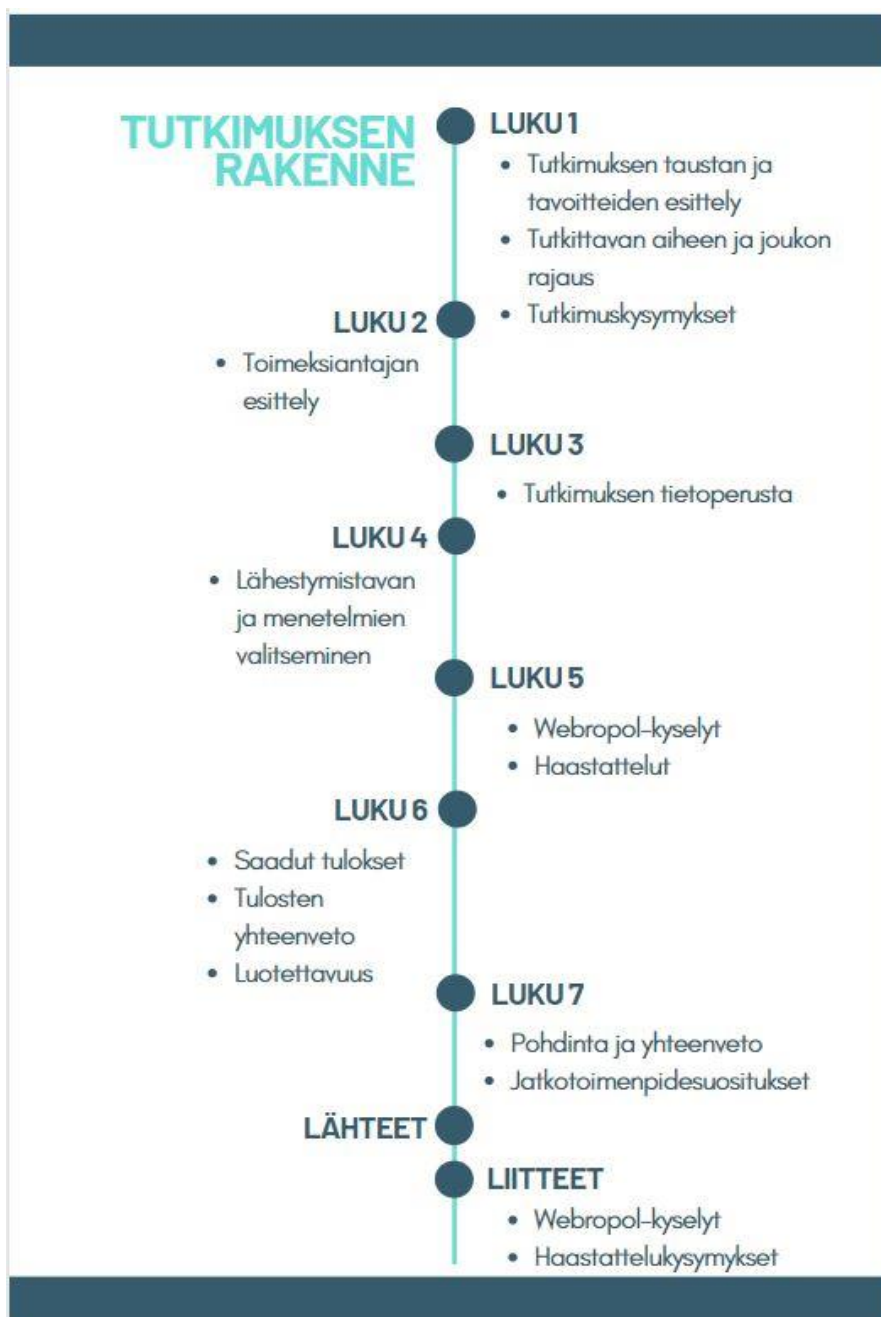 TUTKIMUKSEN
RAKENNE
LUKU 1
• Tutkimuksen taustan ja
tavoitteiden esittely
• Tutkittavan aiheen ja joukon
rajaus
• Tutkimuskysymykset
LUKU 2
• Toimeksiantajan
esittely
LUKU 3
• Tutkimuksen tietoperusta
LUKU 4
• Lähestymistavan
ja menetelmien
valitseminen
LUKU 5
• Webropol-kyselyt
• Haastattelut
LUKU 6
• Saadut tulokset
• Tulosten
yhteenveto
• Luotettavuus
LUKU 7
• Pohdinta ja yhteenveto
• Jatkotoimenpidesuositukset
LÄHTEET
LIITTEET
• Webropol-kyselyt
• Haastattelukysymykset